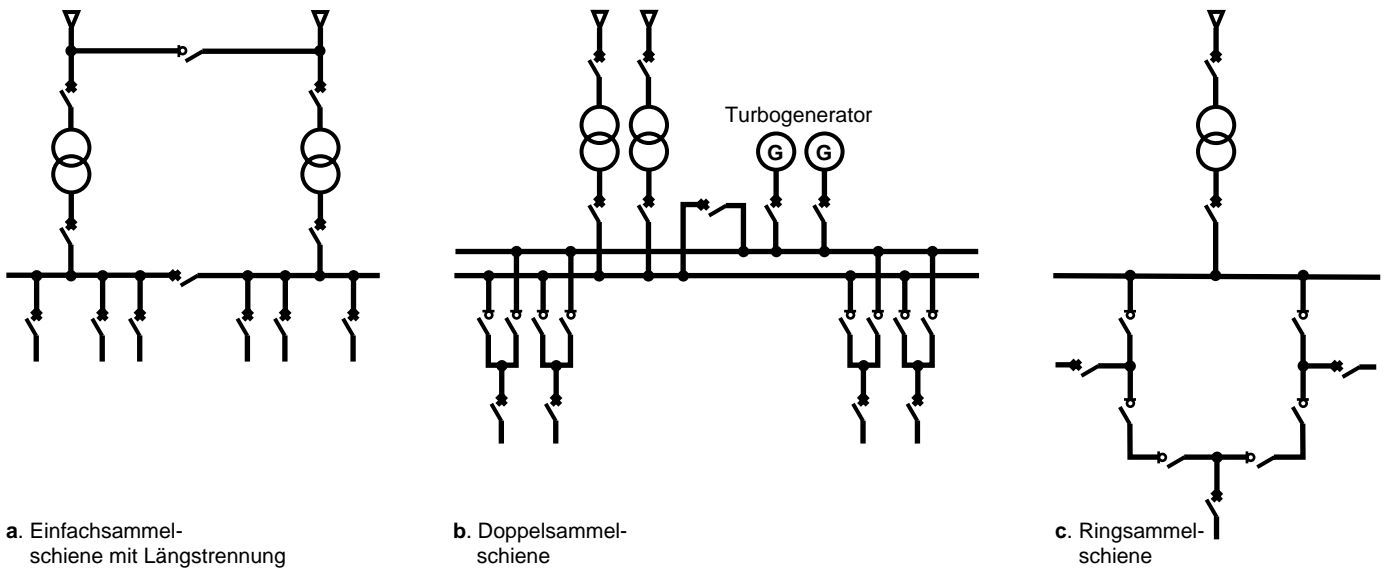 Turbogenerator
G G
a. Einfachsammel-
schiene mit Längstrennung
b. Doppelsammel-
schiene
c. Ringsammel-
schiene